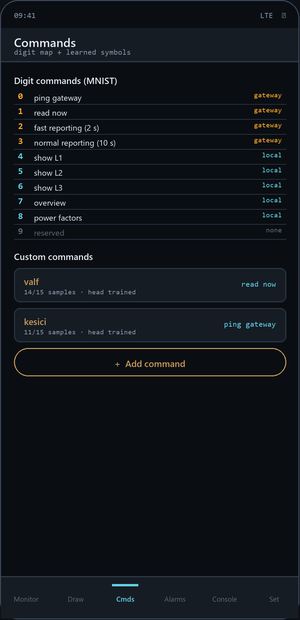 09:41 LTE
Commands
digit map + learned symbols
Digit commands (MNIST)
0 ping gateway gateway
1 read now gateway
2 fast reporting (2 s) gateway
3 normal reporting (10 s) gateway
4 show L1 local
5 show L2 local
6 show L3 local
7 overview local
8 power factors local
9 reserved none
Custom commands
valf
14/15 samples · head trained
read now
kesici
11/15 samples · head trained
ping gateway
+ Add command
Monitor Draw Cmds Alarms Console Set